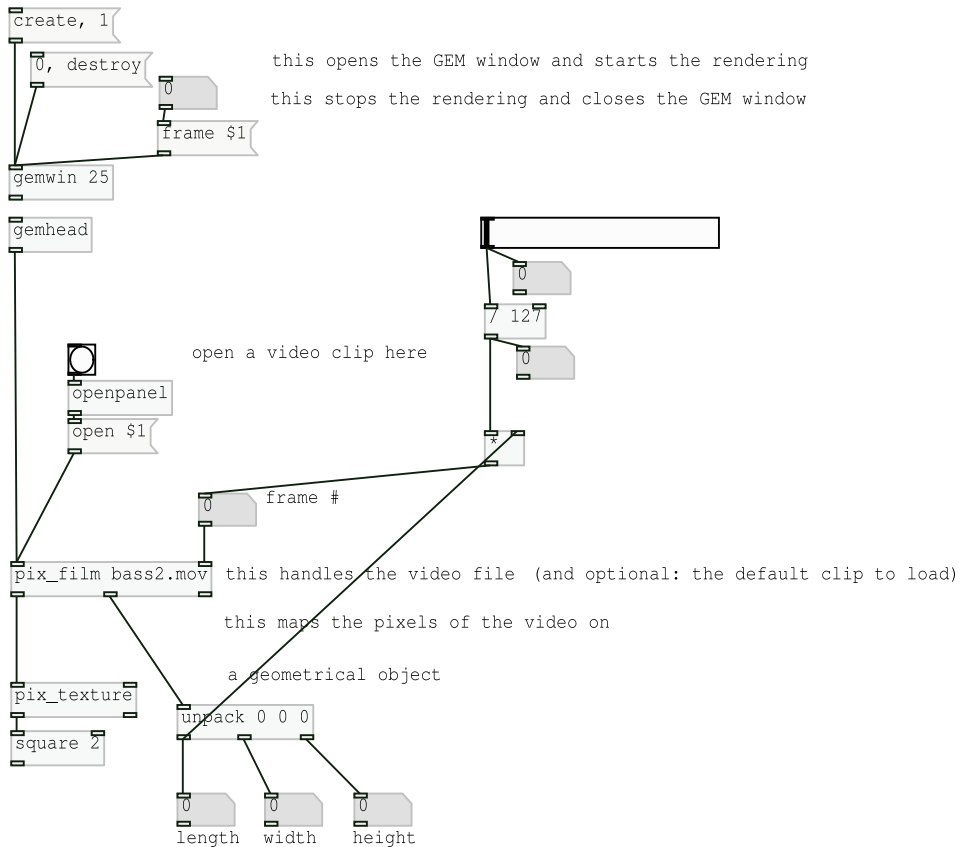 create, 1
0, destroy
this opens the GEM window and starts the rendering
0
this stops the rendering and closes the GEM window
frame $1
gemwin 25
gemhead
0
/ 127
open a video clip here
0
openpanel
open $1
*
0
frame #
pix_film bass2.mov
this handles the video file (and optional: the default clip to load)
this maps the pixels of the video on
a geometrical object
pix_texture
unpack 0 0 0
square 2
0
0
0
length
width
height